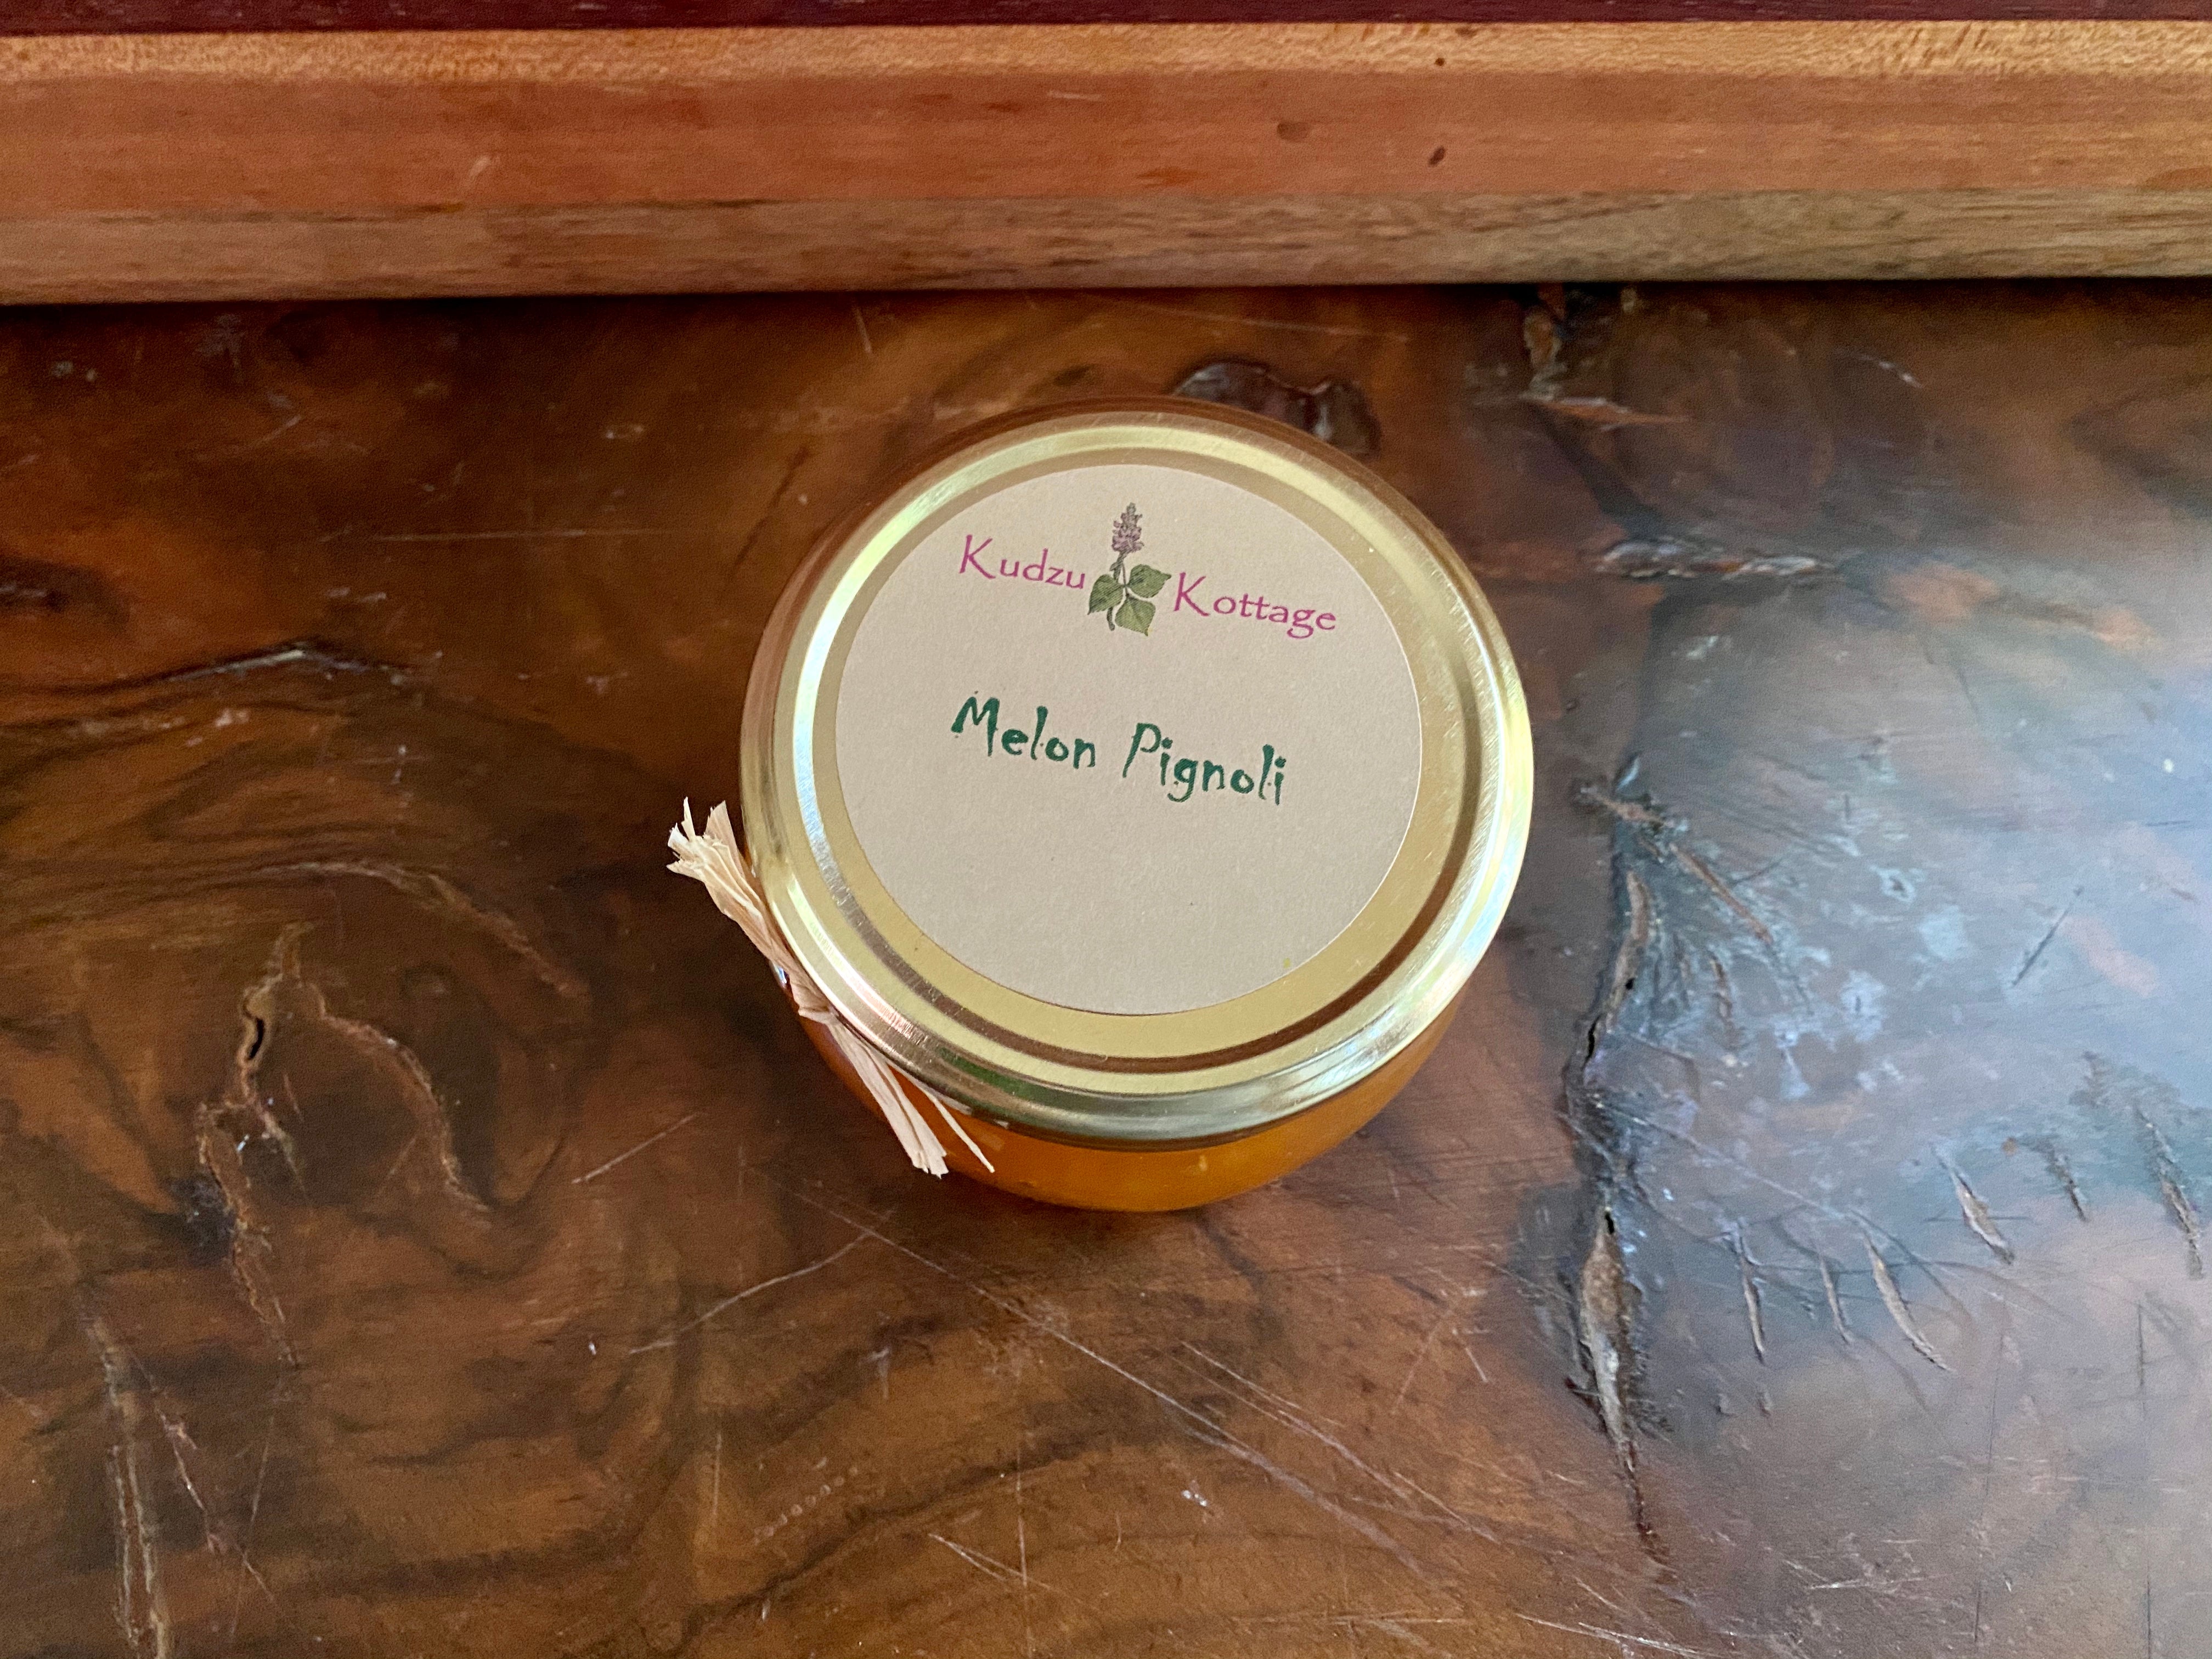 Kudzu Kottage
Melon Pignoli